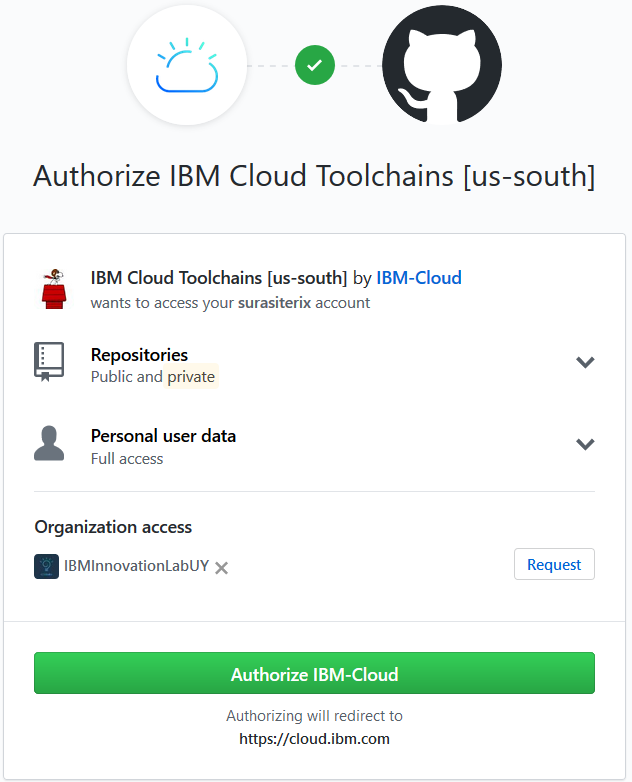 Authorize IBM Cloud Toolchains [us-south]
IBM Cloud Toolchains [us-south] by IBM-Cloud
wants to access your surasiterix account
Repositories
Public and private
Personal user data
Full access
Organization access
IBMInnovationLabUY
Request
Authorize IBM-Cloud
Authorizing will redirect to
https://cloud.ibm.com